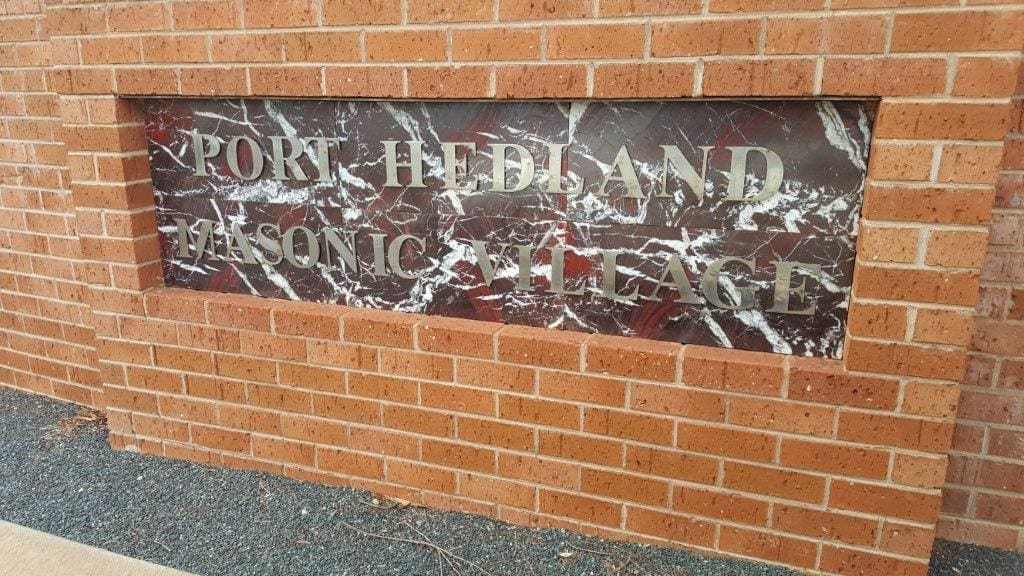 PORT HEDLAND
MASONIC VILLAGE